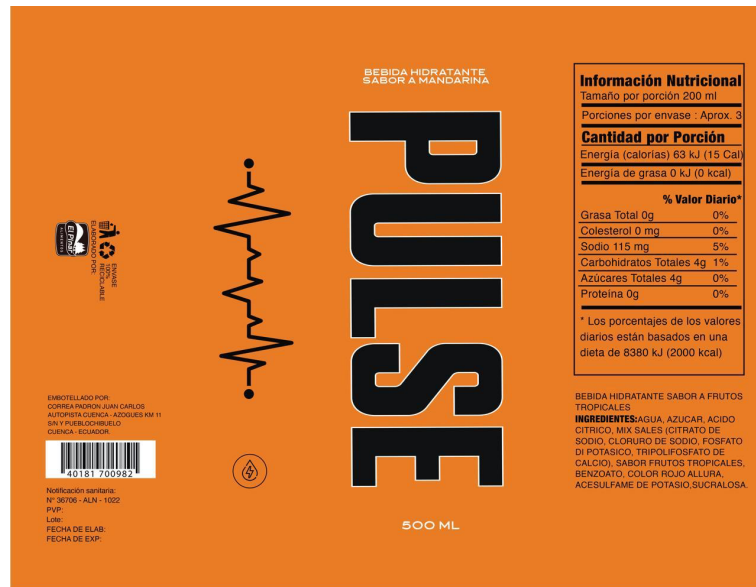 BEBIDA HIDRATANTE
SABOR A MANDARINA
PULSE
500 ML
El Pinar
ALIMENTOS
ELABORADO POR:
ENVASE
100%
RECICLABLE
EMBOTELLADO POR:
CORREA PADRON JUAN CARLOS
AUTOPISTA CUENCA - AZOGUES KM 11
S/N Y PUEBLOCHIBUELO
CUENCA - ECUADOR.
40181 700982
Notificación sanitaria:
N° 36706 - ALN - 1022
PVP:
Lote:
FECHA DE ELAB:
FECHA DE EXP:
Información Nutricional
Tamaño por porción 200 ml
Porciones por envase : Aprox. 3
Cantidad por Porción
Energía (calorías) 63 kJ (15 Cal)
Energía de grasa 0 kJ (0 kcal)
% Valor Diario*
Grasa Total 0g 0%
Colesterol 0 mg 0%
Sodio 115 mg 5%
Carbohidratos Totales 4g 1%
Azúcares Totales 4g 0%
Proteína 0g 0%
* Los porcentajes de los valores
diarios están basados en una
dieta de 8380 kJ (2000 kcal)
BEBIDA HIDRATANTE SABOR A FRUTOS
TROPICALES
INGREDIENTES:AGUA, AZUCAR, ACIDO
CITRICO, MIX SALES (CITRATO DE
SODIO, CLORURO DE SODIO, FOSFATO
DI POTASICO, TRIPOLIFOSFATO DE
CALCIO), SABOR FRUTOS TROPICALES,
BENZOATO, COLOR ROJO ALLURA,
ACESULFAME DE POTASIO,SUCRALOSA.